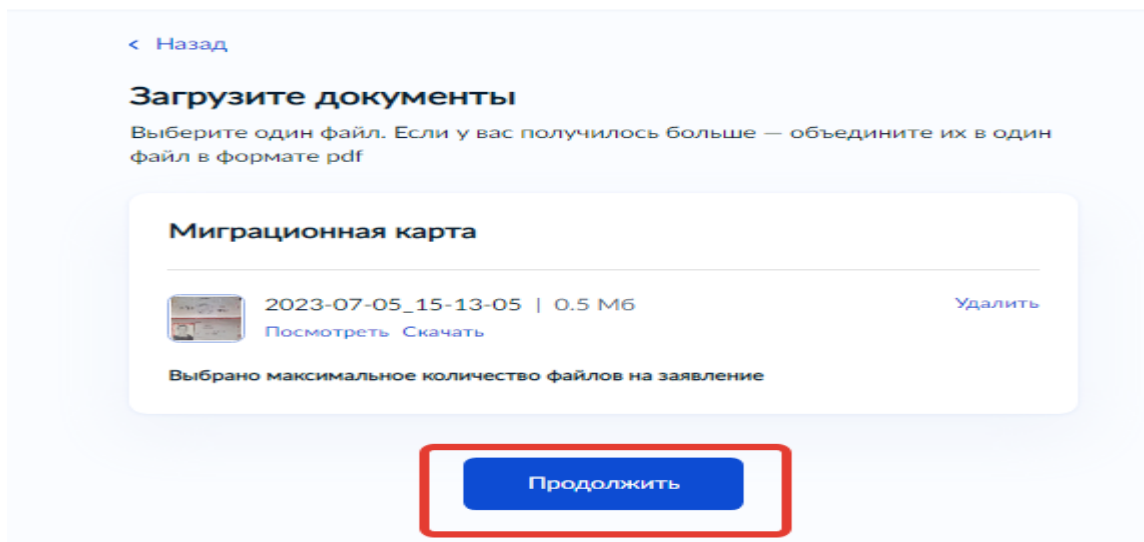 < Назад
Загрузите документы
Выберите один файл. Если у вас получилось больше — объедините их в один
файл в формате pdf
Миграционная карта
2023-07-05_15-13-05 | 0.5 Мб
Удалить
Посмотреть Скачать
Выбрано максимальное количество файлов на заявление
Продолжить